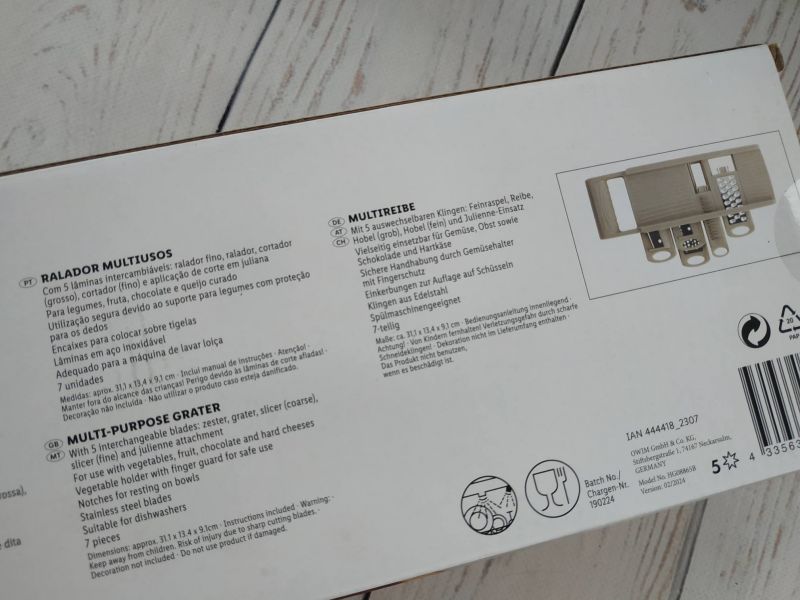 PT RALADOR MULTIUSOS
Com 5 lâminas intercambiáveis: ralador fino, ralador, cortador
(grosso), cortador (fino) e aplicação de corte em juliana
Para legumes, fruta, chocolate e queijo curado
Utilização segura devido ao suporte para legumes com proteção
para os dedos
Encaixes para colocar sobre tigelas
Lâminas em aço inoxidável
Adequado para a máquina de lavar loiça
7 unidades
Medidas: aprox. 31,1 x 13,4 x 9,1 cm · Inclui manual de instruções · Atenção! ·
Manter fora do alcance das crianças! Perigo devido às lâminas de corte afiadas! ·
Decoração não incluída · Não utilizar o produto caso esteja danificado.
GB MT MULTI-PURPOSE GRATER
With 5 interchangeable blades: zester, grater, slicer (coarse),
slicer (fine) and julienne attachment
For use with vegetables, fruit, chocolate and hard cheeses
Vegetable holder with finger guard for safe use
Notches for resting on bowls
Stainless steel blades
Suitable for dishwashers
7 pieces
Dimensions: approx. 31.1 x 13.4 x 9.1cm · Instructions included · Warning: ·
Keep away from children. Risk of injury due to sharp cutting blades. ·
Decoration not included · Do not use product if damaged.
DE AT CH MULTIREIBE
Mit 5 auswechselbaren Klingen: Feinraspel, Reibe,
Hobel (grob), Hobel (fein) und Julienne-Einsatz
Vielseitig einsetzbar für Gemüse, Obst sowie
Schokolade und Hartkäse
Sichere Handhabung durch Gemüsehalter
mit Fingerschutz
Einkerbungen zur Auflage auf Schüsseln
Klingen aus Edelstahl
Spülmaschinengeeignet
7-teilig
Maße: ca. 31,1 x 13,4 x 9,1 cm · Bedienungsanleitung innenliegend ·
Achtung! · Von Kindern fernhalten! Verletzungsgefahr durch scharfe
Schneideklingen! · Dekoration nicht im Lieferumfang enthalten ·
Das Produkt nicht benutzen,
wenn es beschädigt ist.
e dita
20
PAP
Batch No./
Chargen-Nr.
190224
IAN 444418_2307
OWIM GmbH & Co. KG,
Stiftsbergstraße 1, 74167 Neckarsulm,
GERMANY
Model No. HG08865B
Version: 02/2024
5
4 33563